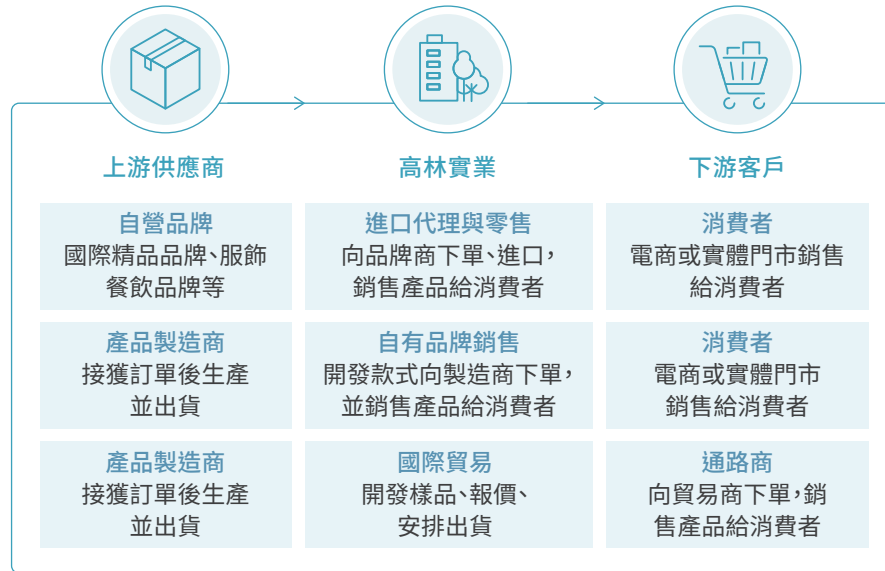 上游供應商
高林實業
下游客戶
自營品牌
國際精品品牌、服飾
餐飲品牌等
進口代理與零售
向品牌商下單、進口，
銷售產品給消費者
消費者
電商或實體門市銷售
給消費者
產品製造商
接獲訂單後生產
並出貨
自有品牌銷售
開發款式向製造商下單，
並銷售產品給消費者
消費者
電商或實體門市
銷售給消費者
產品製造商
接獲訂單後生產
並出貨
國際貿易
開發樣品、報價、
安排出貨
通路商
向貿易商下單，銷
售產品給消費者